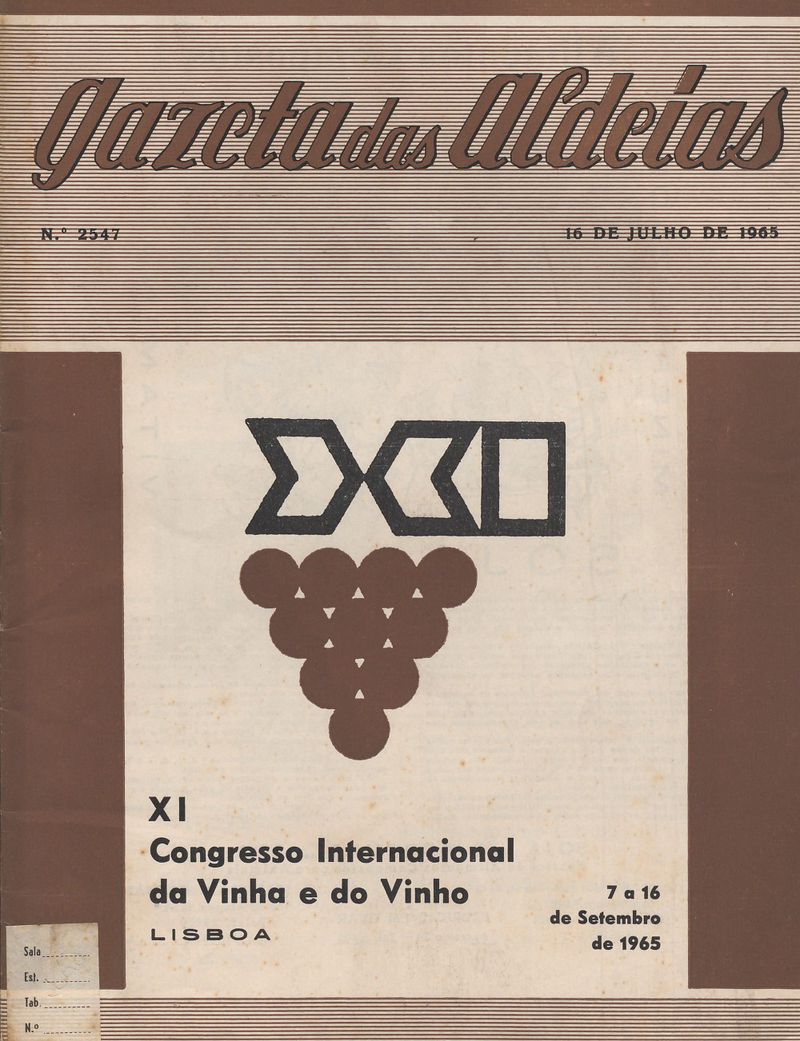 Gazeta das Aldeias
N.º 2547
16 DE JULHO DE 1965
XI
Congresso Internacional
da Vinha e do Vinho
LISBOA
7 a 16
de Setembro
de 1965
Sala
Est.
Tab.
N.º